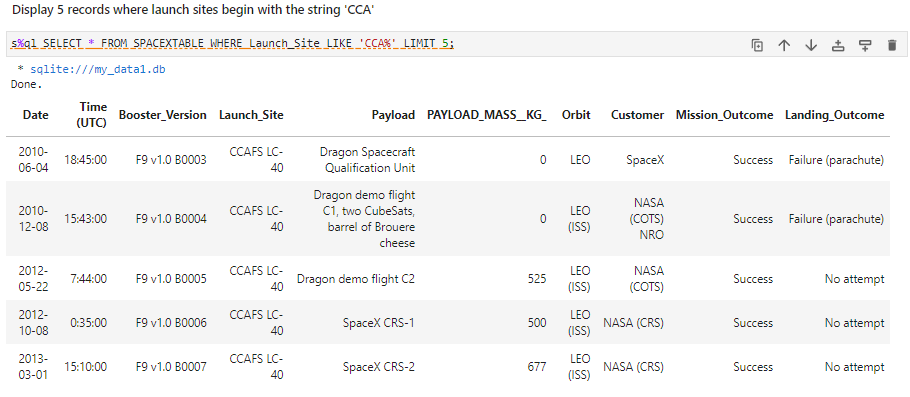 Display 5 records where launch sites begin with the string 'CCA'
s%ql SELECT * FROM SPACEXTABLE WHERE Launch_Site LIKE 'CCA%' LIMIT 5;
* sqlite:///my_data1.db
Done.
Date Time (UTC) Booster_Version Launch_Site Payload PAYLOAD_MASS__KG_ Orbit Customer Mission_Outcome Landing_Outcome
2010-06-04 18:45:00 F9 v1.0 B0003 CCAFS LC-40 Dragon Spacecraft Qualification Unit 0 LEO SpaceX Success Failure (parachute)
2010-12-08 15:43:00 F9 v1.0 B0004 CCAFS LC-40 Dragon demo flight C1, two CubeSats, barrel of Brouere cheese 0 LEO (ISS) NASA (COTS) NRO Success Failure (parachute)
2012-05-22 7:44:00 F9 v1.0 B0005 CCAFS LC-40 Dragon demo flight C2 525 LEO (ISS) NASA (COTS) Success No attempt
2012-10-08 0:35:00 F9 v1.0 B0006 CCAFS LC-40 SpaceX CRS-1 500 LEO (ISS) NASA (CRS) Success No attempt
2013-03-01 15:10:00 F9 v1.0 B0007 CCAFS LC-40 SpaceX CRS-2 677 LEO (ISS) NASA (CRS) Success No attempt